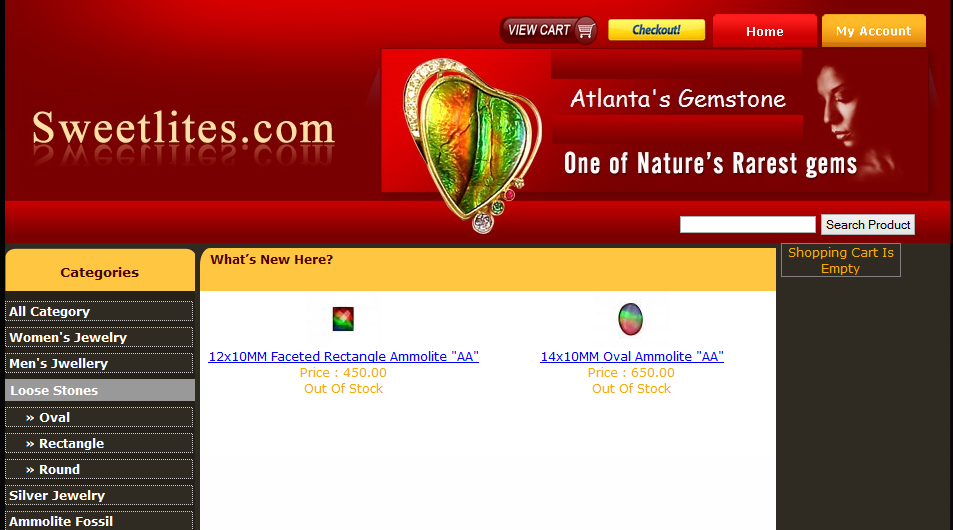 VIEW CART
Checkout!
Home
My Account
Sweetlites.com
Atlanta's Gemstone
One of Nature's Rarest gems
Search Product
Categories
What's New Here?
Shopping Cart Is
Empty
All Category
Women's Jewelry
Men's Jwellery
Loose Stones
» Oval
» Rectangle
» Round
Silver Jewelry
Ammolite Fossil
12x10MM Faceted Rectangle Ammolite "AA"
Price : 450.00
Out Of Stock
14x10MM Oval Ammolite "AA"
Price : 650.00
Out Of Stock